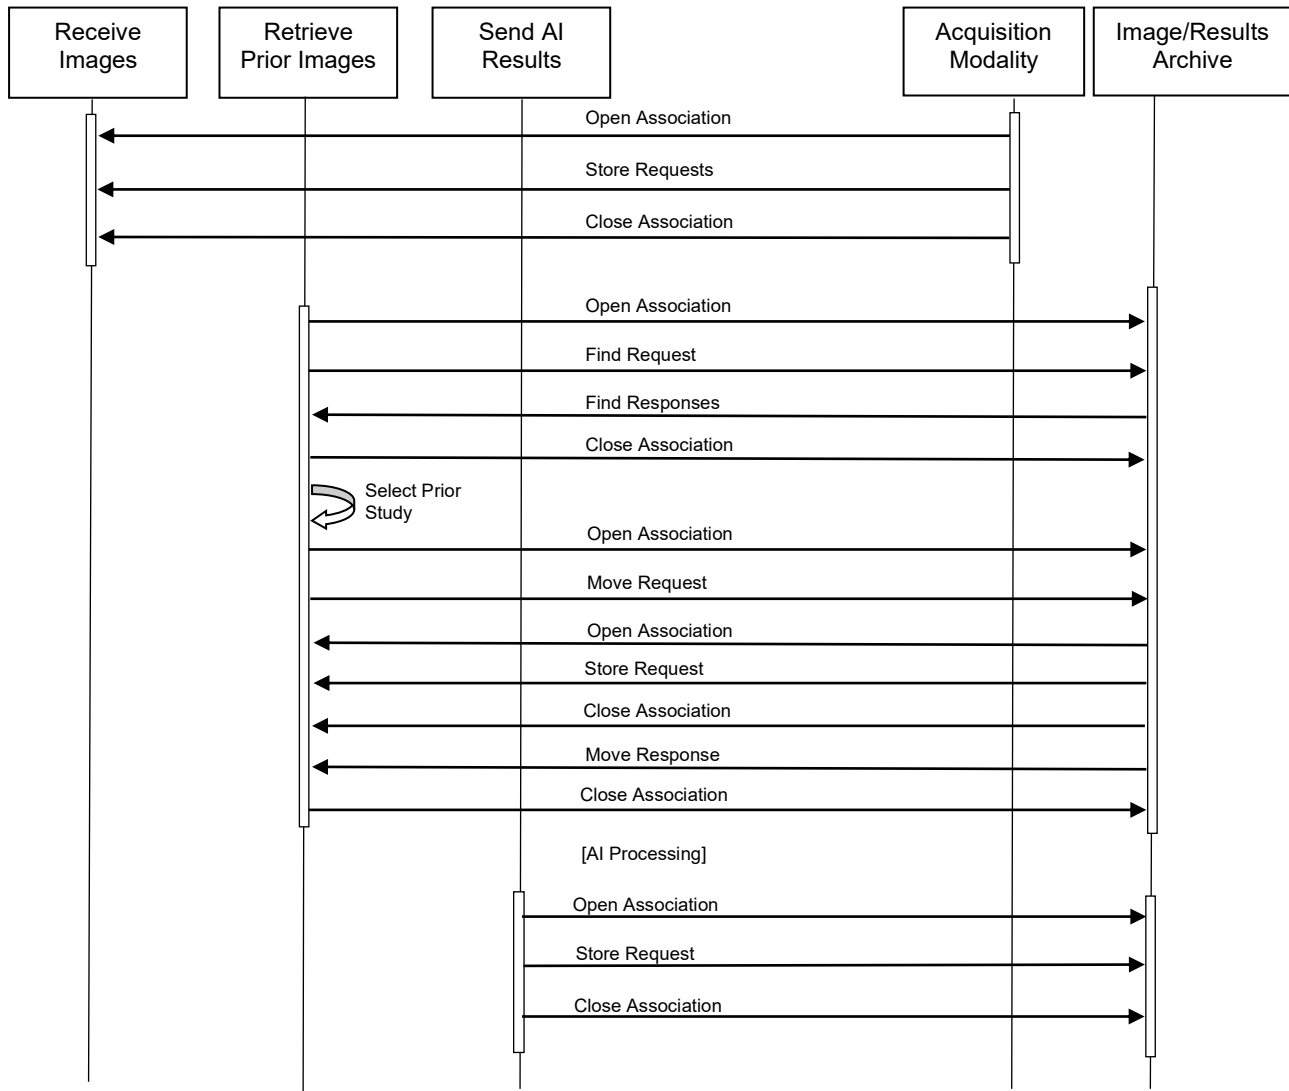 Receive
Images
Retrieve
Prior Images
Send AI
Results
Acquisition
Modality
Image/Results
Archive
Open Association
Store Requests
Close Association
Open Association
Find Request
Find Responses
Close Association
Select Prior
Study
Open Association
Move Request
Open Association
Store Request
Close Association
Move Response
Close Association
[AI Processing]
Open Association
Store Request
Close Association